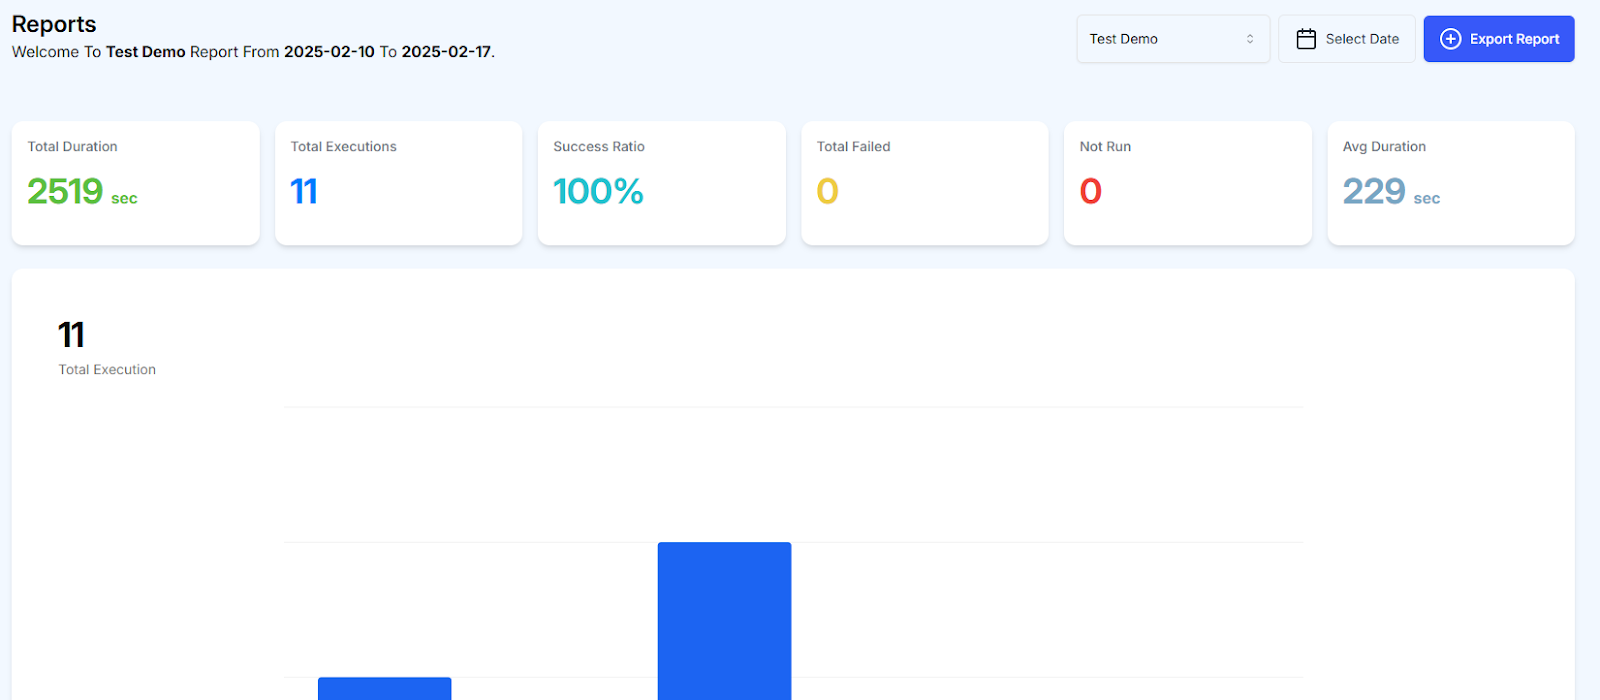 Reports
Welcome To Test Demo Report From 2025-02-10 To 2025-02-17.
Test Demo
Select Date
Export Report
Total Duration
2519 sec
Total Executions
11
Success Ratio
100%
Total Failed
0
Not Run
0
Avg Duration
229 sec
11
Total Execution